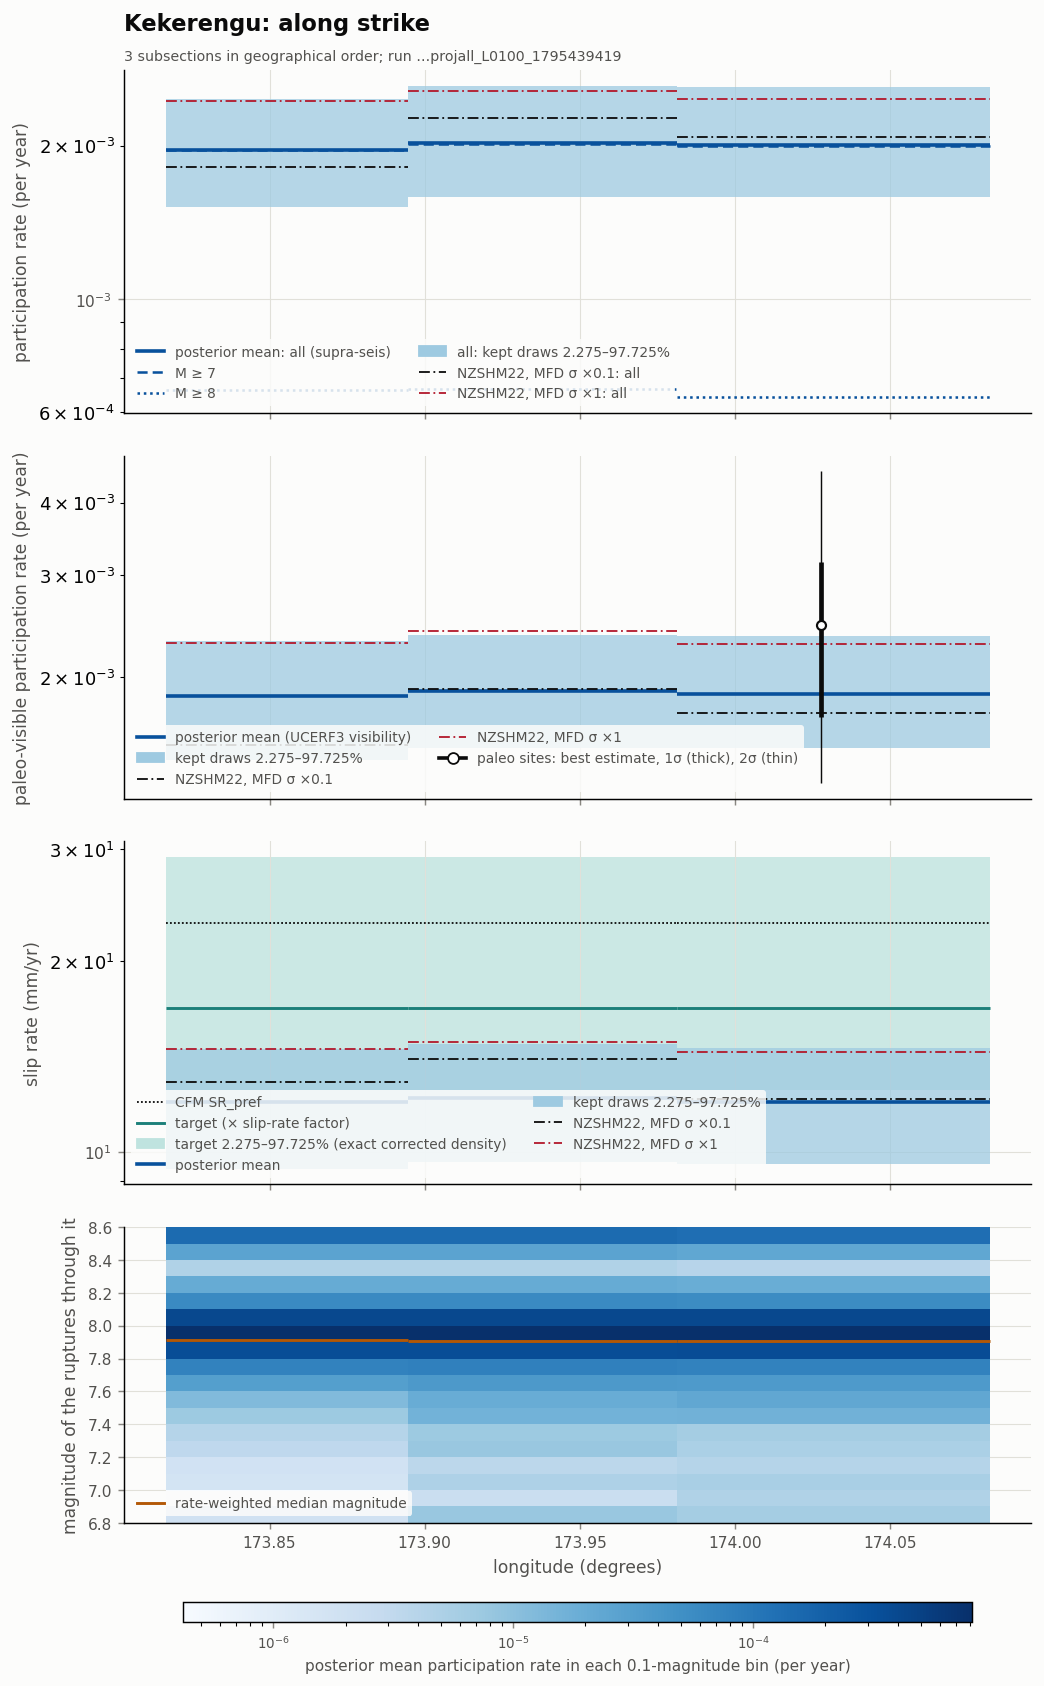 Kekerengu: along strike
3 subsections in geographical order; run ...projall_L0100_1795439419
participation rate (per year)
2 × 10⁻³
10⁻³
6 × 10⁻⁴
posterior mean: all (supra-seis)
M ≥ 7
M ≥ 8
all: kept draws 2.275–97.725%
NZSHM22, MFD σ ×0.1: all
NZSHM22, MFD σ ×1: all
paleo-visible participation rate (per year)
4 × 10⁻³
3 × 10⁻³
2 × 10⁻³
posterior mean (UCERF3 visibility)
kept draws 2.275–97.725%
NZSHM22, MFD σ ×0.1
NZSHM22, MFD σ ×1
paleo sites: best estimate, 1σ (thick), 2σ (thin)
slip rate (mm/yr)
3 × 10¹
2 × 10¹
10¹
CFM SR_pref
target (× slip-rate factor)
target 2.275–97.725% (exact corrected density)
posterior mean
kept draws 2.275–97.725%
NZSHM22, MFD σ ×0.1
NZSHM22, MFD σ ×1
magnitude of the ruptures through it
8.6
8.4
8.2
8.0
7.8
7.6
7.4
7.2
7.0
6.8
rate-weighted median magnitude
173.85 173.90 173.95 174.00 174.05
longitude (degrees)
10⁻⁶ 10⁻⁵ 10⁻⁴
posterior mean participation rate in each 0.1-magnitude bin (per year)